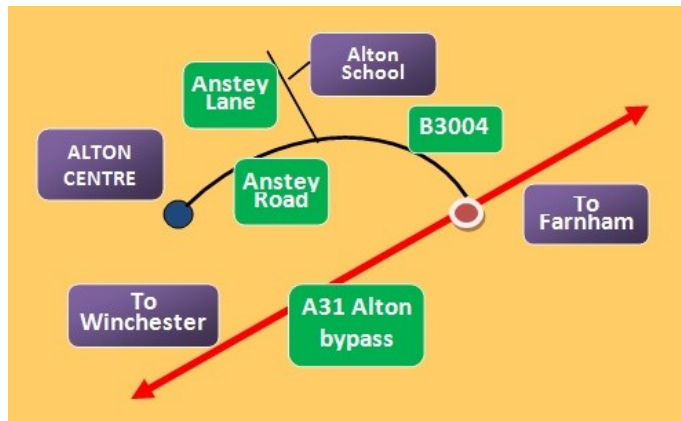 Alton
School
Anstey
Lane
B3004
ALTON
CENTRE
Anstey
Road
To
Farnham
To
Winchester
A31 Alton
bypass